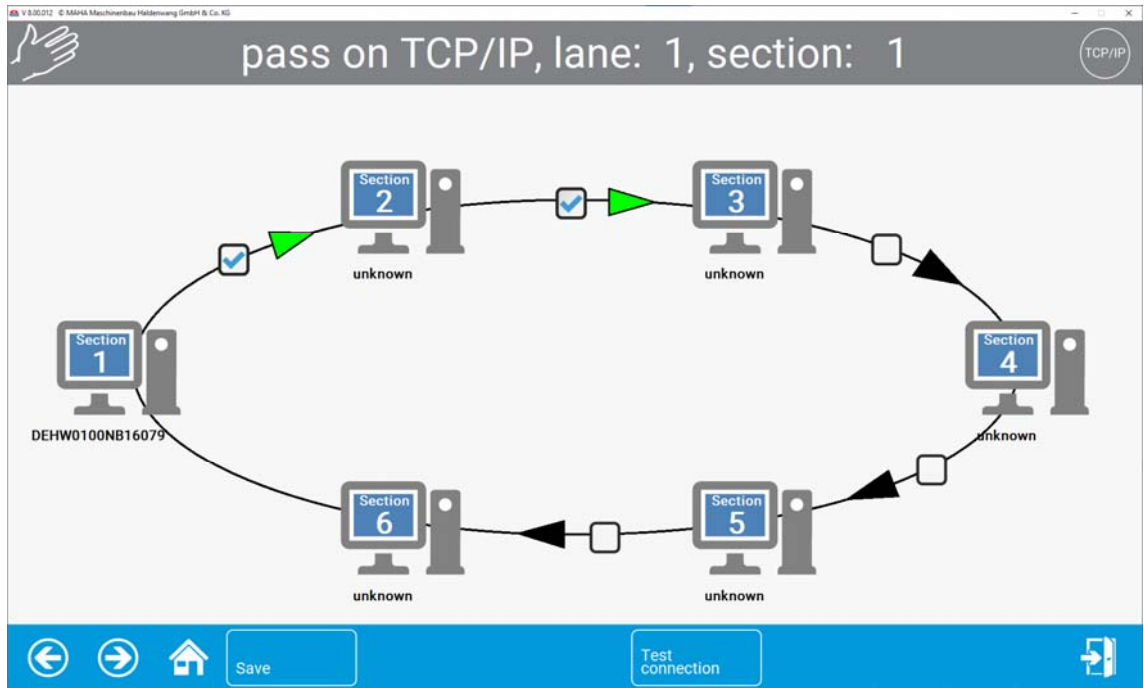 V 8.00.012 © MAHA Maschinenbau Haldenwang GmbH & Co. KG
pass on TCP/IP, lane: 1, section: 1
TCP/IP
Section
2
unknown
Section
3
unknown
Section
1
DEHW0100NB16079
Section
4
unknown
Section
6
unknown
Section
5
unknown
Save
Test
connection